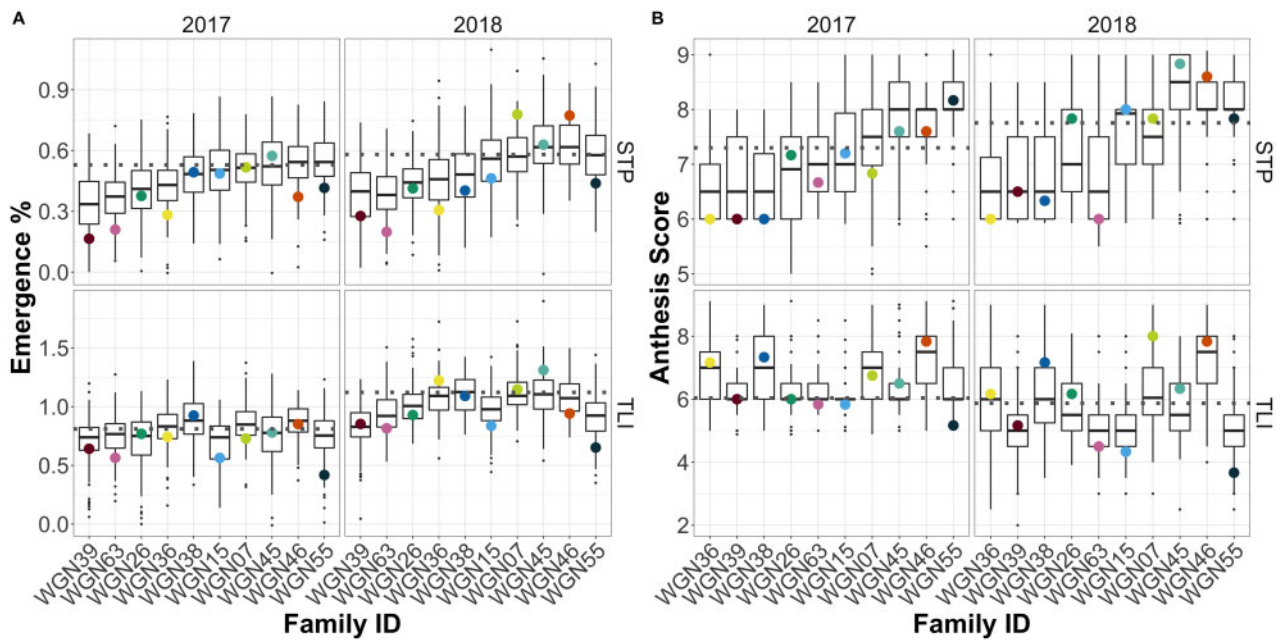 A
2017
2018
0.9
0.6
0.3
0.0
STP
1.5
1.0
0.5
0.0
TLI
Emergence %
WGN39
WGN63
WGN26
WGN36
WGN38
WGN15
WGN07
WGN45
WGN46
WGN55
WGN39
WGN63
WGN26
WGN36
WGN38
WGN15
WGN07
WGN45
WGN46
WGN55
Family ID
B
2017
2018
9
8
7
6
5
STP
8
6
4
2
TLI
Anthesis Score
WGN36
WGN39
WGN38
WGN26
WGN63
WGN15
WGN07
WGN45
WGN46
WGN55
WGN36
WGN39
WGN38
WGN26
WGN63
WGN15
WGN07
WGN45
WGN46
WGN55
Family ID